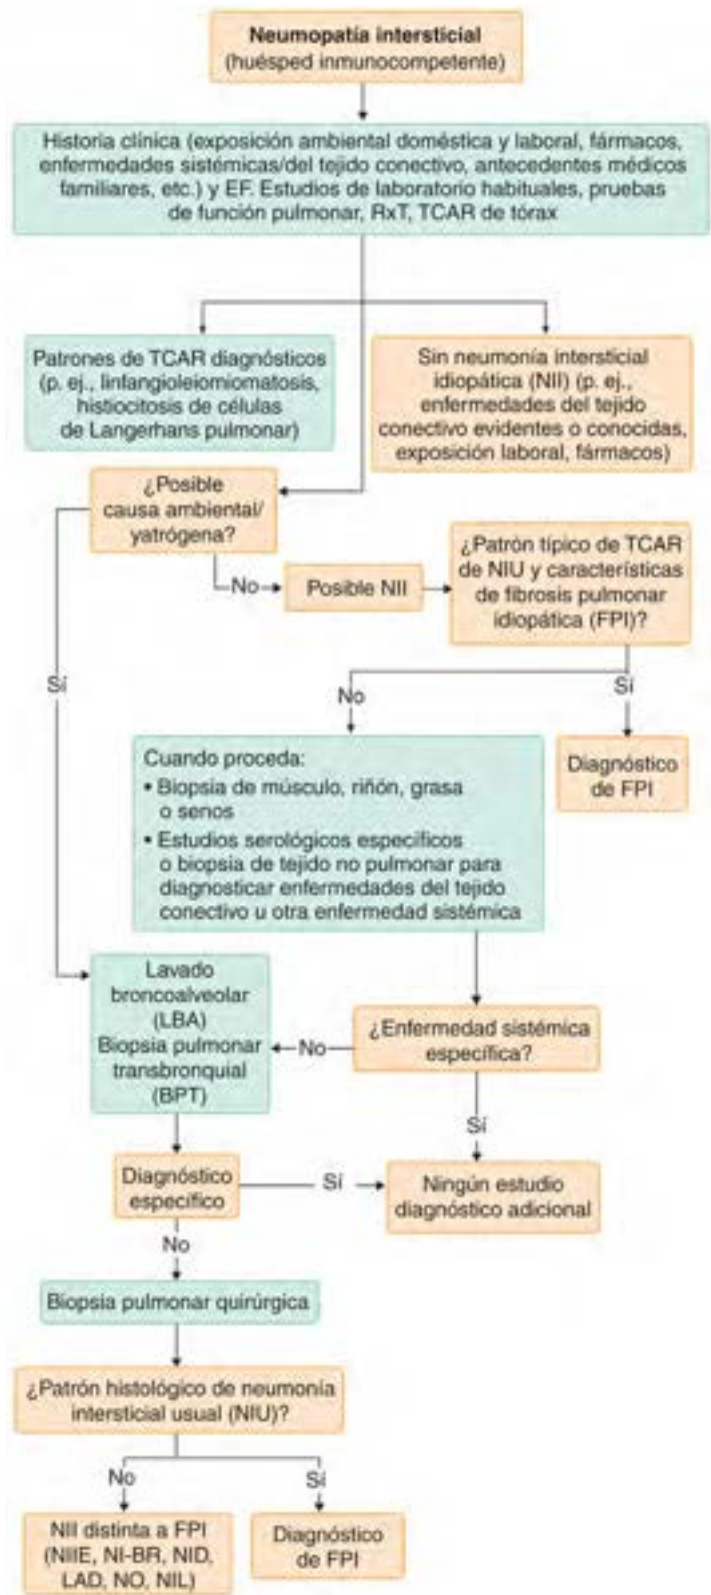 Neumopatía intersticial
(huésped inmunocompetente)
Historia clínica (exposición ambiental doméstica y laboral, fármacos,
enfermedades sistémicas/del tejido conectivo, antecedentes médicos
familiares, etc.) y EF. Estudios de laboratorio habituales, pruebas
de función pulmonar, RxT, TCAR de tórax
Patrones de TCAR diagnósticos
(p. ej., linfangioleiomiomatosis,
histiocitosis de células
de Langerhans pulmonar)
Sin neumonía intersticial
idiopática (NII) (p. ej.,
enfermedades del tejido
conectivo evidentes o conocidas,
exposición laboral, fármacos)
¿Posible
causa ambiental/
yatrógena?
No
Posible NII
¿Patrón típico de TCAR
de NIU y características
de fibrosis pulmonar
idiopática (FPI)?
Sí
No
Sí
Cuando proceda:
• Biopsia de músculo, riñón, grasa
o senos
• Estudios serológicos específicos
o biopsia de tejido no pulmonar para
diagnosticar enfermedades del tejido
conectivo u otra enfermedad sistémica
Diagnóstico
de FPI
Lavado
broncoalveolar
(LBA)
Biopsia pulmonar
transbronquial
(BPT)
No
¿Enfermedad sistémica
específica?
Sí
Diagnóstico
específico
Sí
Ningún estudio
diagnóstico adicional
No
Biopsia pulmonar quirúrgica
¿Patrón histológico de neumonía
intersticial usual (NIU)?
No
Sí
NII distinta a FPI
(NIIE, NI-BR, NID,
LAD, NO, NIL)
Diagnóstico
de FPI